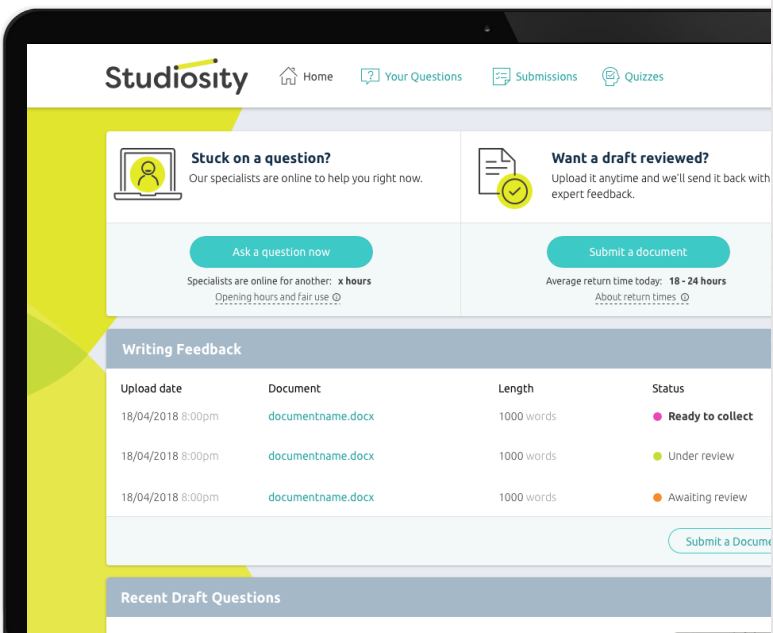 Studiosity
Home
Your Questions
Submissions
Quizzes
Stuck on a question?
Our specialists are online to help you right now.
Want a draft reviewed?
Upload it anytime and we'll send it back with
expert feedback.
Ask a question now
Specialists are online for another: x hours
Opening hours and fair use
Submit a document
Average return time today: 18 - 24 hours
About return times
Writing Feedback
Upload date Document Length Status
18/04/2018 8:00pm documentname.docx 1000 words Ready to collect
18/04/2018 8:00pm documentname.docx 1000 words Under review
18/04/2018 8:00pm documentname.docx 1000 words Awaiting review
Submit a Docume
Recent Draft Questions